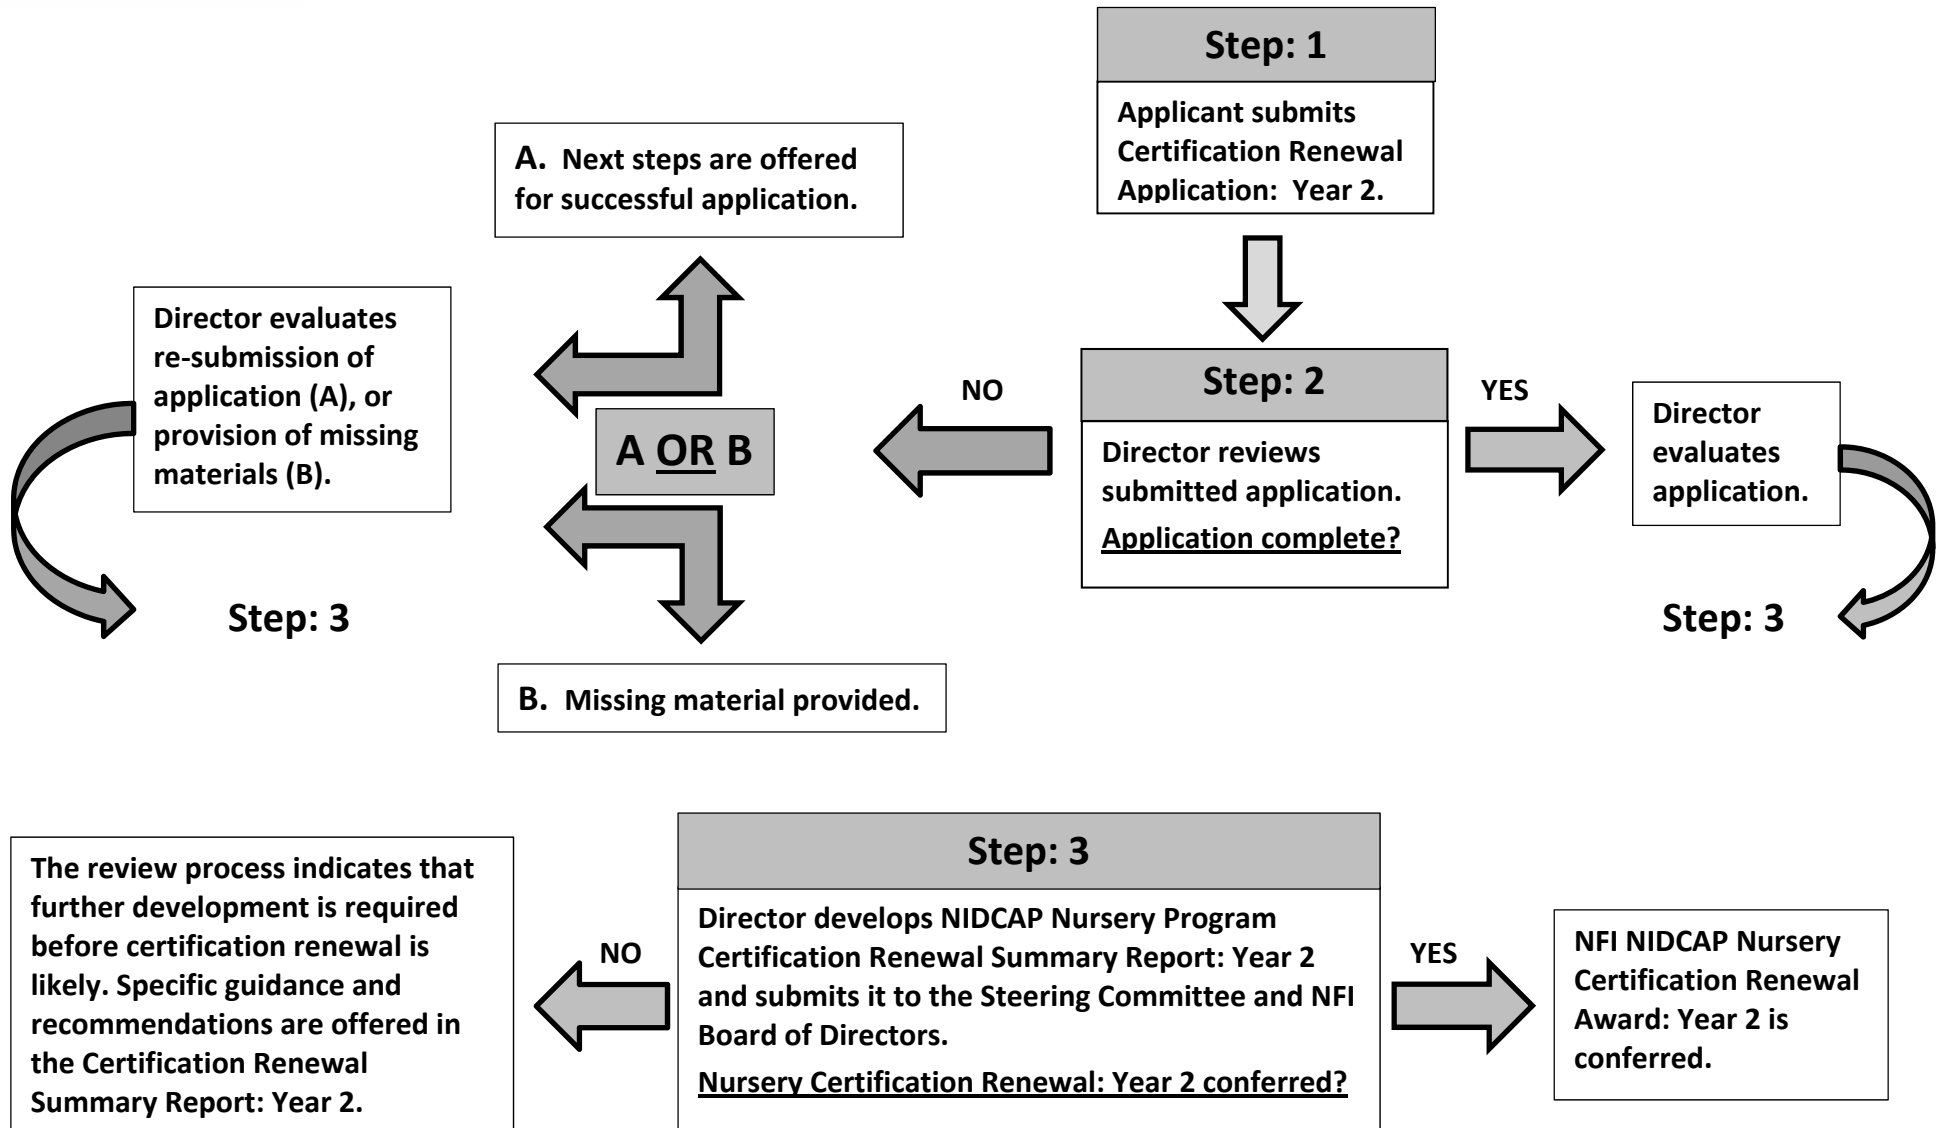 Step: 1
Applicant submits
Certification Renewal
Application: Year 2.
A. Next steps are offered
for successful application.
Director evaluates
re-submission of
application (A), or
provision of missing
materials (B).
Step: 3
A OR B
B. Missing material provided.
NO
Step: 2
Director reviews
submitted application.
Application complete?
YES
Director
evaluates
application.
Step: 3
The review process indicates that
further development is required
before certification renewal is
likely. Specific guidance and
recommendations are offered in
the Certification Renewal
Summary Report: Year 2.
NO
Step: 3
Director develops NIDCAP Nursery Program
Certification Renewal Summary Report: Year 2
and submits it to the Steering Committee and NFI
Board of Directors.
Nursery Certification Renewal: Year 2 conferred?
YES
NFI NIDCAP Nursery
Certification Renewal
Award: Year 2 is
conferred.